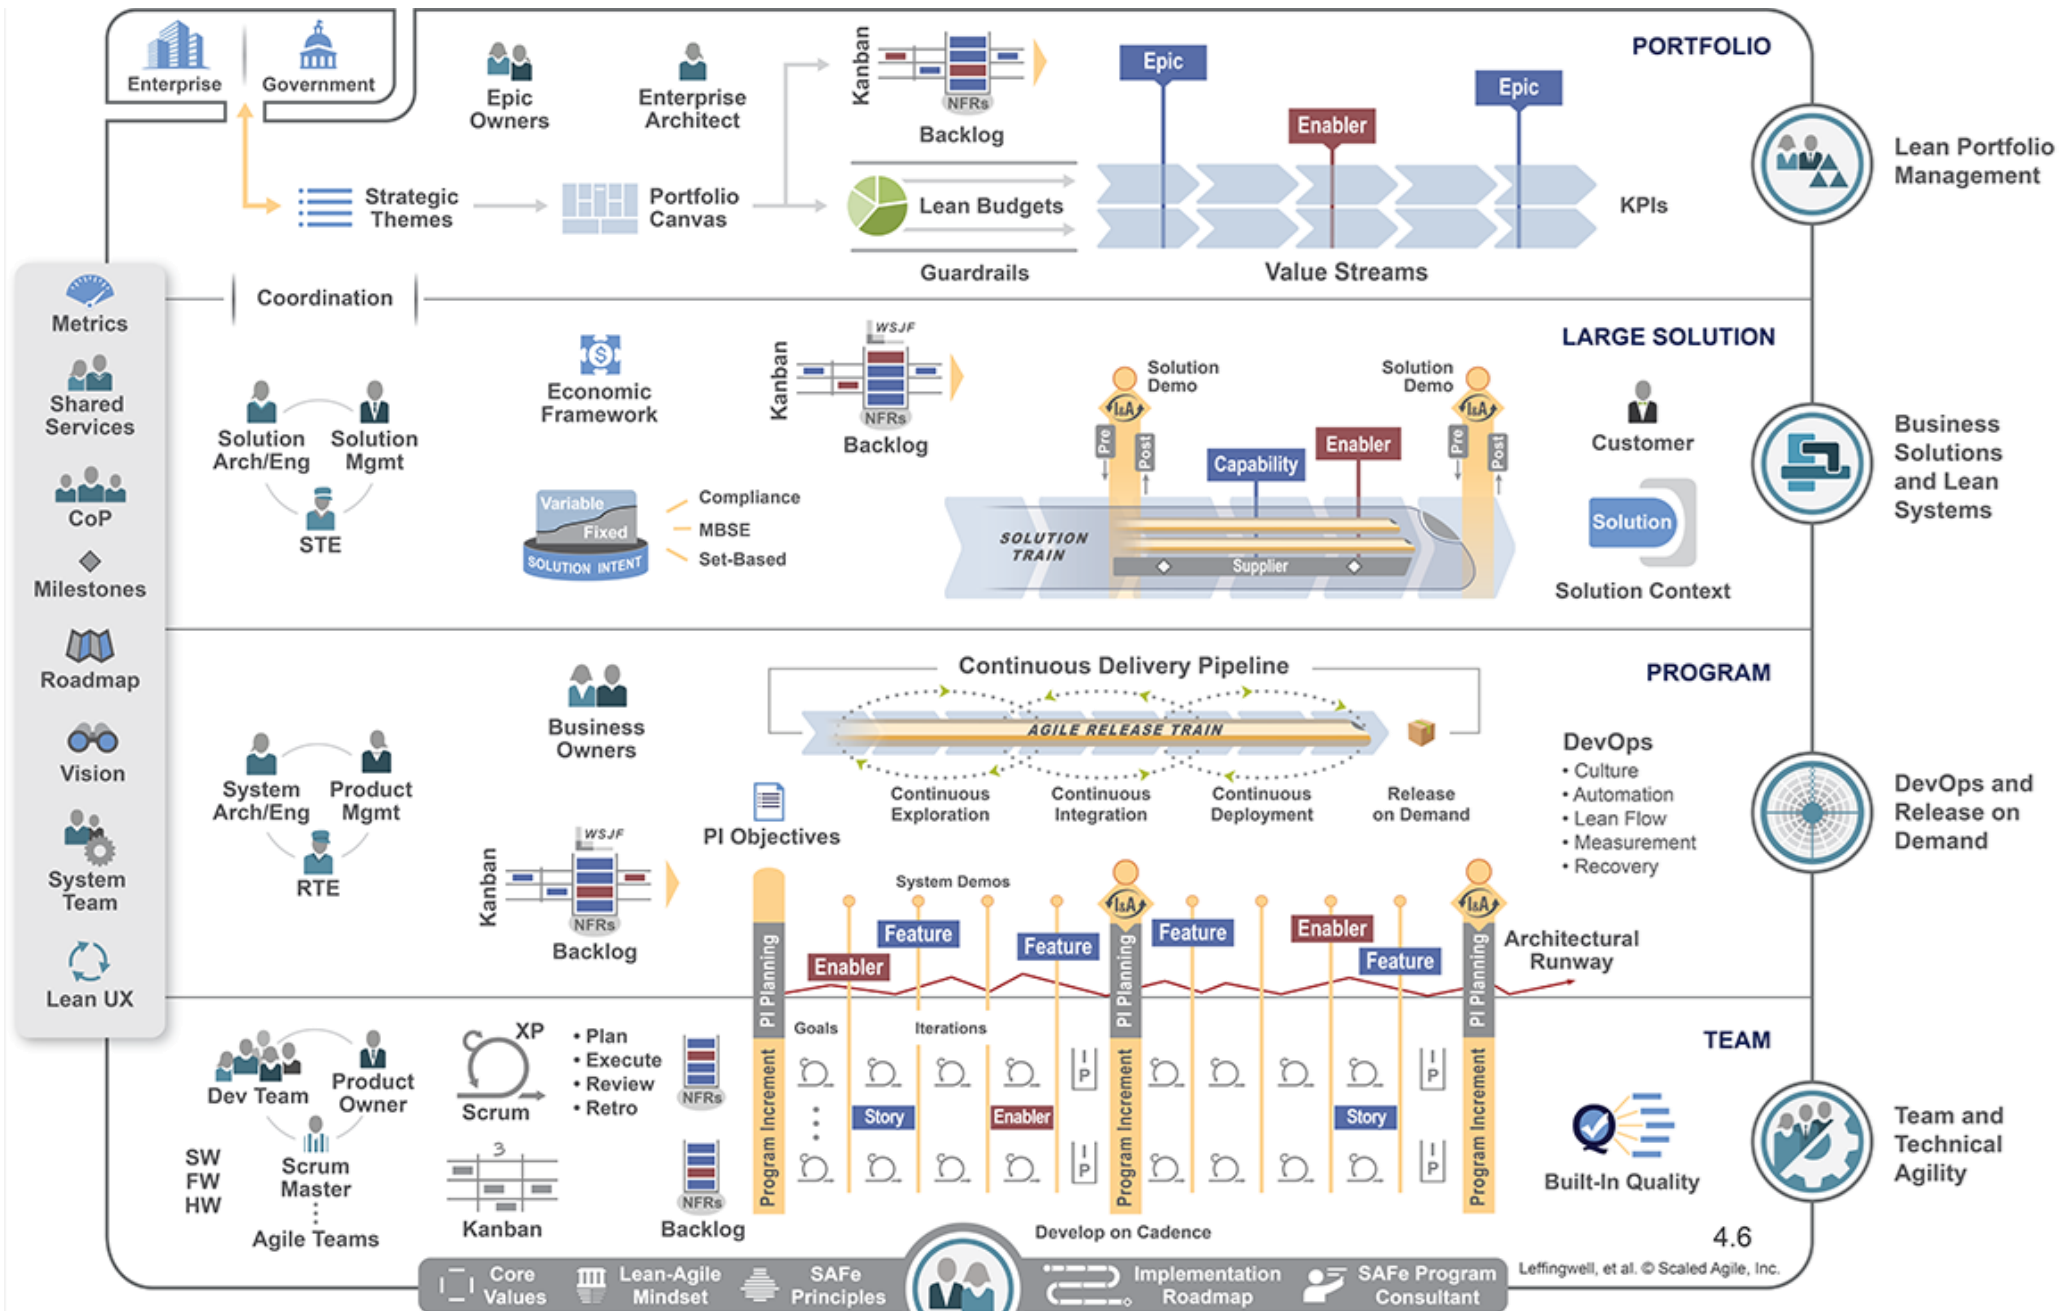 PORTFOLIO
Enterprise
Government
Epic
Owners
Enterprise
Architect
Kanban
NFRs
Backlog
Epic
Enabler
Epic
Strategic
Themes
Portfolio
Canvas
Lean Budgets
Guardrails
Value Streams
KPIs
Lean Portfolio
Management
Metrics
Shared
Services
CoP
Milestones
Roadmap
Vision
System
Team
Lean UX
Coordination
LARGE SOLUTION
Solution
Arch/Eng
Solution
Mgmt
STE
Economic
Framework
Kanban
WSJF
NFRs
Backlog
Variable
Fixed
SOLUTION INTENT
Compliance
MBSE
Set-Based
Solution
Demo
I&A
Pre
Post
Capability
Enabler
Solution
Demo
I&A
Pre
Post
SOLUTION
TRAIN
Supplier
Customer
Solution
Solution Context
Business
Solutions
and Lean
Systems
PROGRAM
System
Arch/Eng
Product
Mgmt
RTE
Business
Owners
Kanban
WSJF
NFRs
Backlog
Continuous Delivery Pipeline
AGILE RELEASE TRAIN
Continuous
Exploration
Continuous
Integration
Continuous
Deployment
Release
on Demand
DevOps
• Culture
• Automation
• Lean Flow
• Measurement
• Recovery
DevOps and
Release on
Demand
PI Objectives
System Demos
I&A
I&A
Enabler
Feature
Feature
Feature
Enabler
Feature
Architectural
Runway
PI Planning
PI Planning
PI Planning
TEAM
Dev Team
Product
Owner
Scrum
Master
Agile Teams
SW
FW
HW
XP
Scrum
• Plan
• Execute
• Review
• Retro
3
Kanban
NFRs
NFRs
Backlog
Goals
Iterations
Program Increment
Program Increment
Program Increment
Story
Enabler
Story
I
P
I
P
I
P
I
P
Develop on Cadence
Built-In Quality
Team and
Technical
Agility
4.6
Leffingwell, et al. © Scaled Agile, Inc.
Core
Values
Lean-Agile
Mindset
SAFe
Principles
Implementation
Roadmap
SAFe Program
Consultant